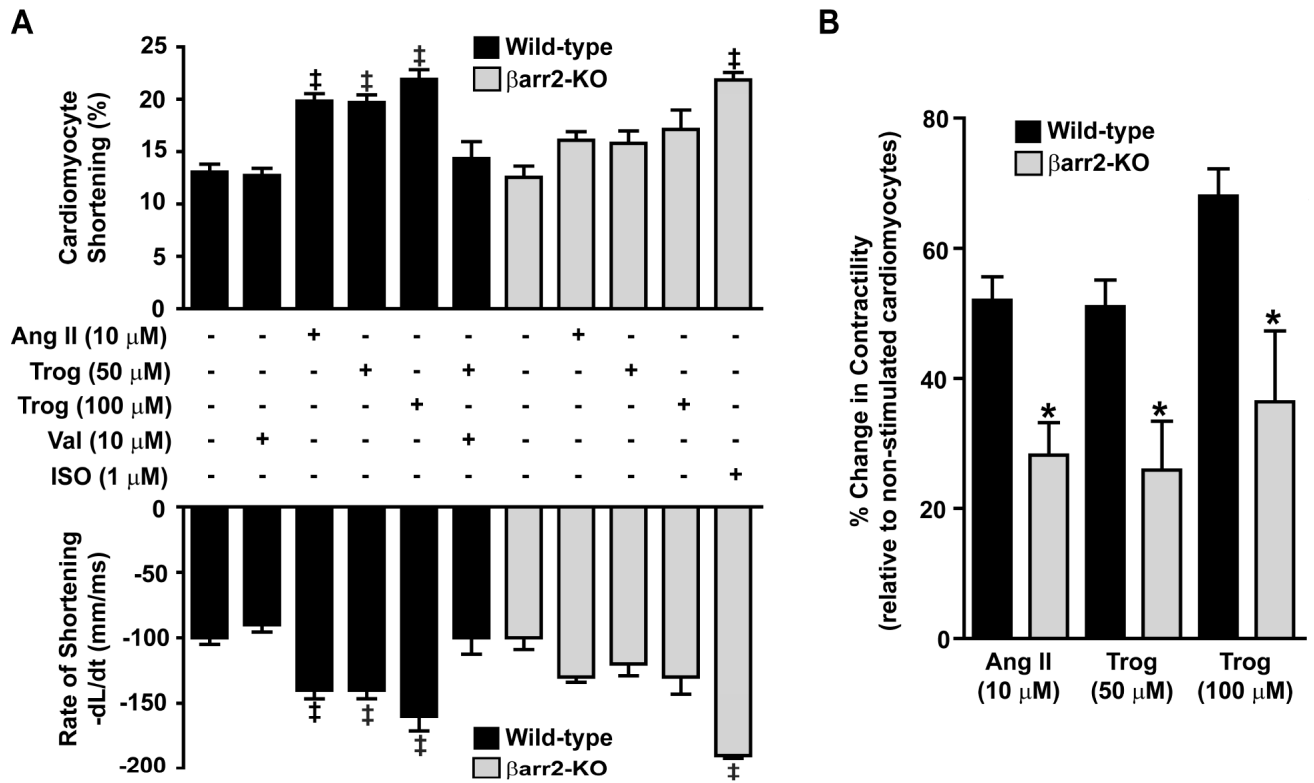 A
Cardiomyocyte
Shortening (%)
25
20
15
10
5
0
Wild-type
βarr2-KO
‡ ‡ ‡ ‡
Ang II (10 μM) - - + - - - - + - - -
Trog (50 μM) - - - + - + - - + - -
Trog (100 μM) - - - - + - - - - + -
Val (10 μM) - + - - - + - - - - -
ISO (1 μM) - - - - - - - - - - +
Rate of Shortening
-dL/dt (mm/ms)
0
-50
-100
-150
-200
‡ ‡ ‡ ‡
Wild-type
βarr2-KO
B
% Change in Contractility
(relative to non-stimulated cardiomyocytes)
80
60
40
20
0
Wild-type
βarr2-KO
* * *
Ang II
(10 μM)
Trog
(50 μM)
Trog
(100 μM)